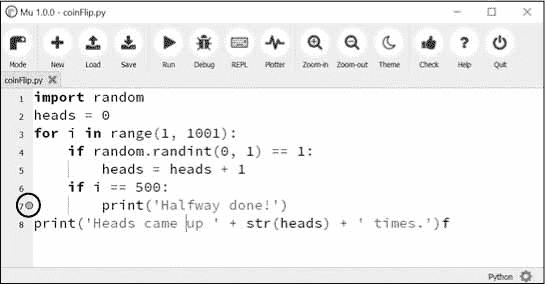 Mu 1.0.0 - coinFlip.py
Mode New Load Save Run Debug REPL Plotter Zoom-in Zoom-out Theme Check Help Quit
coinFlip.py
1 import random
2 heads = 0
3 for i in range(1, 1001):
4     if random.randint(0, 1) == 1:
5         heads = heads + 1
6     if i == 500:
7         print('Halfway done!')
8 print('Heads came up ' + str(heads) + ' times.')f
Python